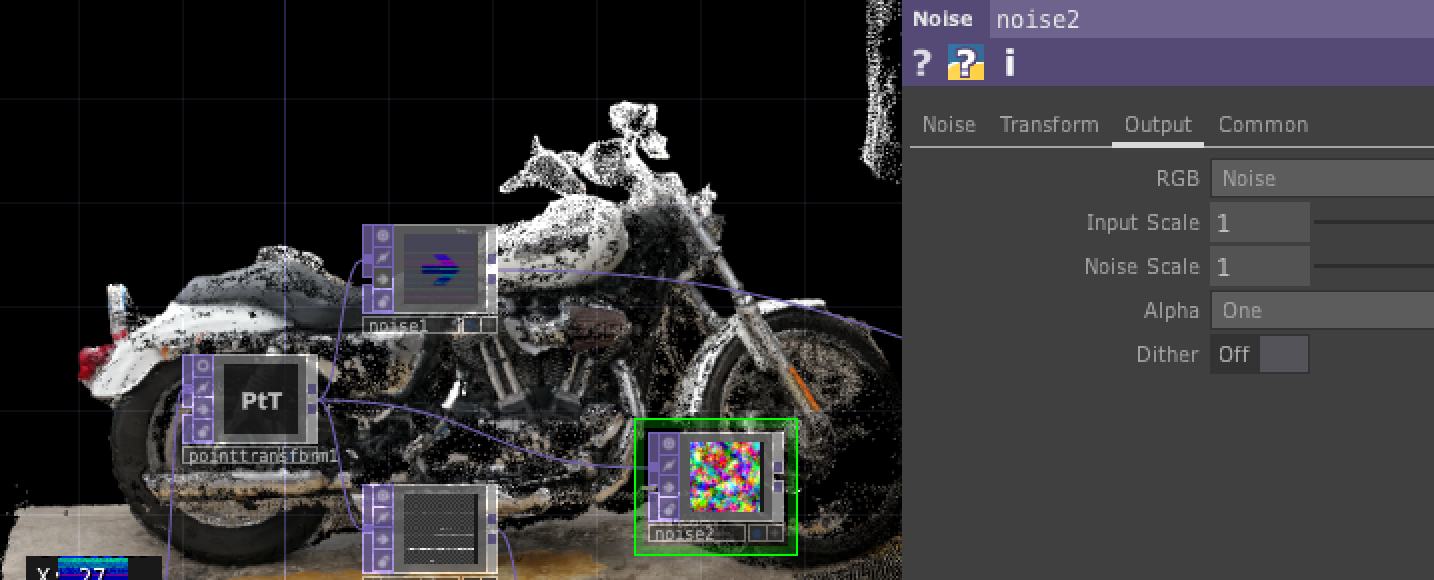 Noise noise2
? ? i
Noise Transform Output Common
RGB Noise
Input Scale 1
Noise Scale 1
Alpha One
Dither Off
noise1
PtT
pointtransform1
noise2
X: 27